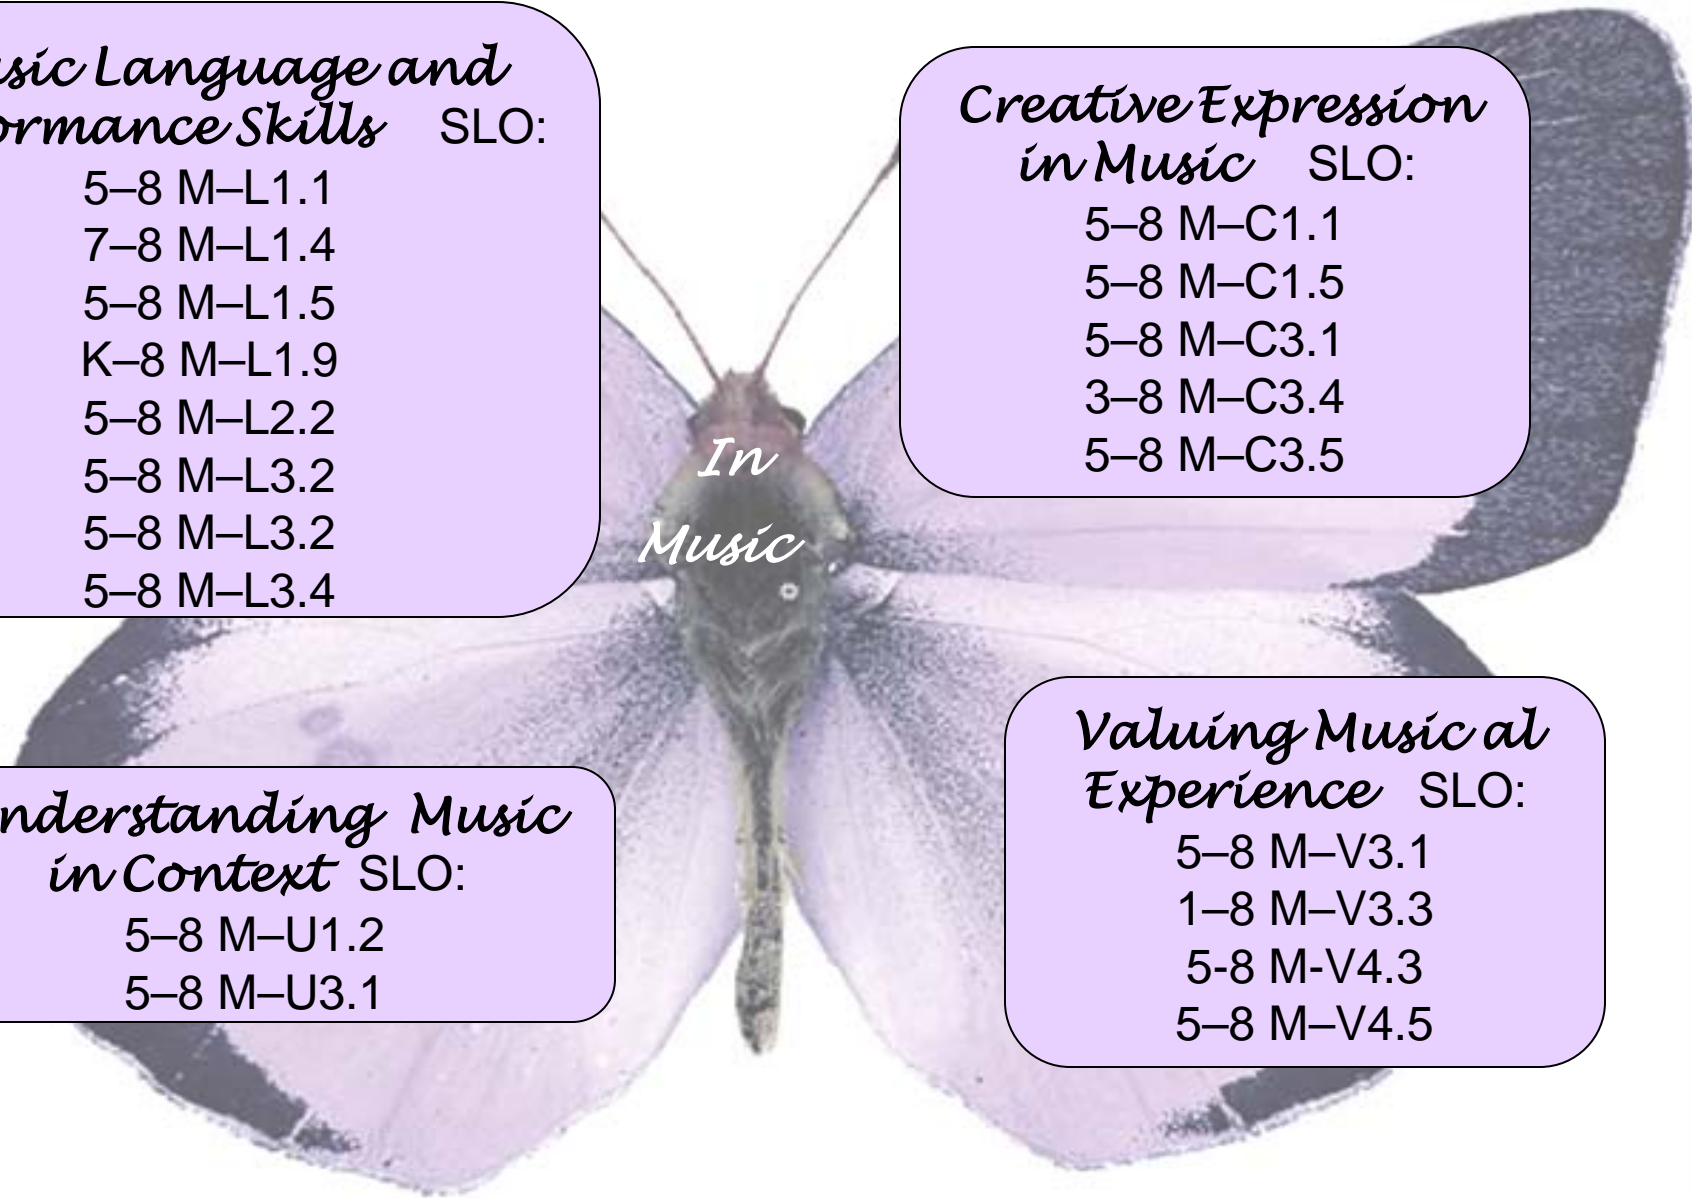 sic Language and
ormance Skills SLO:
5–8 M–L1.1
7–8 M–L1.4
5–8 M–L1.5
K–8 M–L1.9
5–8 M–L2.2
5–8 M–L3.2
5–8 M–L3.2
5–8 M–L3.4
Creative Expression
in Music SLO:
5–8 M–C1.1
5–8 M–C1.5
5–8 M–C3.1
3–8 M–C3.4
5–8 M–C3.5
In
Music
nderstanding Music
in Context SLO:
5–8 M–U1.2
5–8 M–U3.1
Valuing Music al
Experience SLO:
5–8 M–V3.1
1–8 M–V3.3
5-8 M-V4.3
5–8 M–V4.5